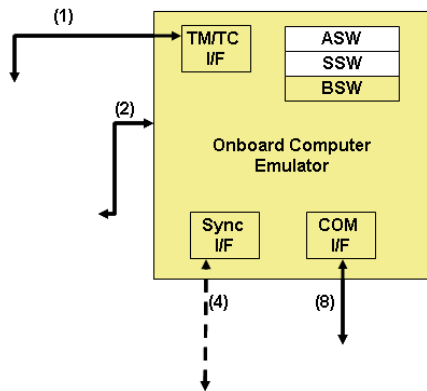 (1)
TM/TC
I/F
ASW
SSW
BSW
(2)
Onboard Computer
Emulator
Sync
I/F
COM
I/F
(4)
(8)